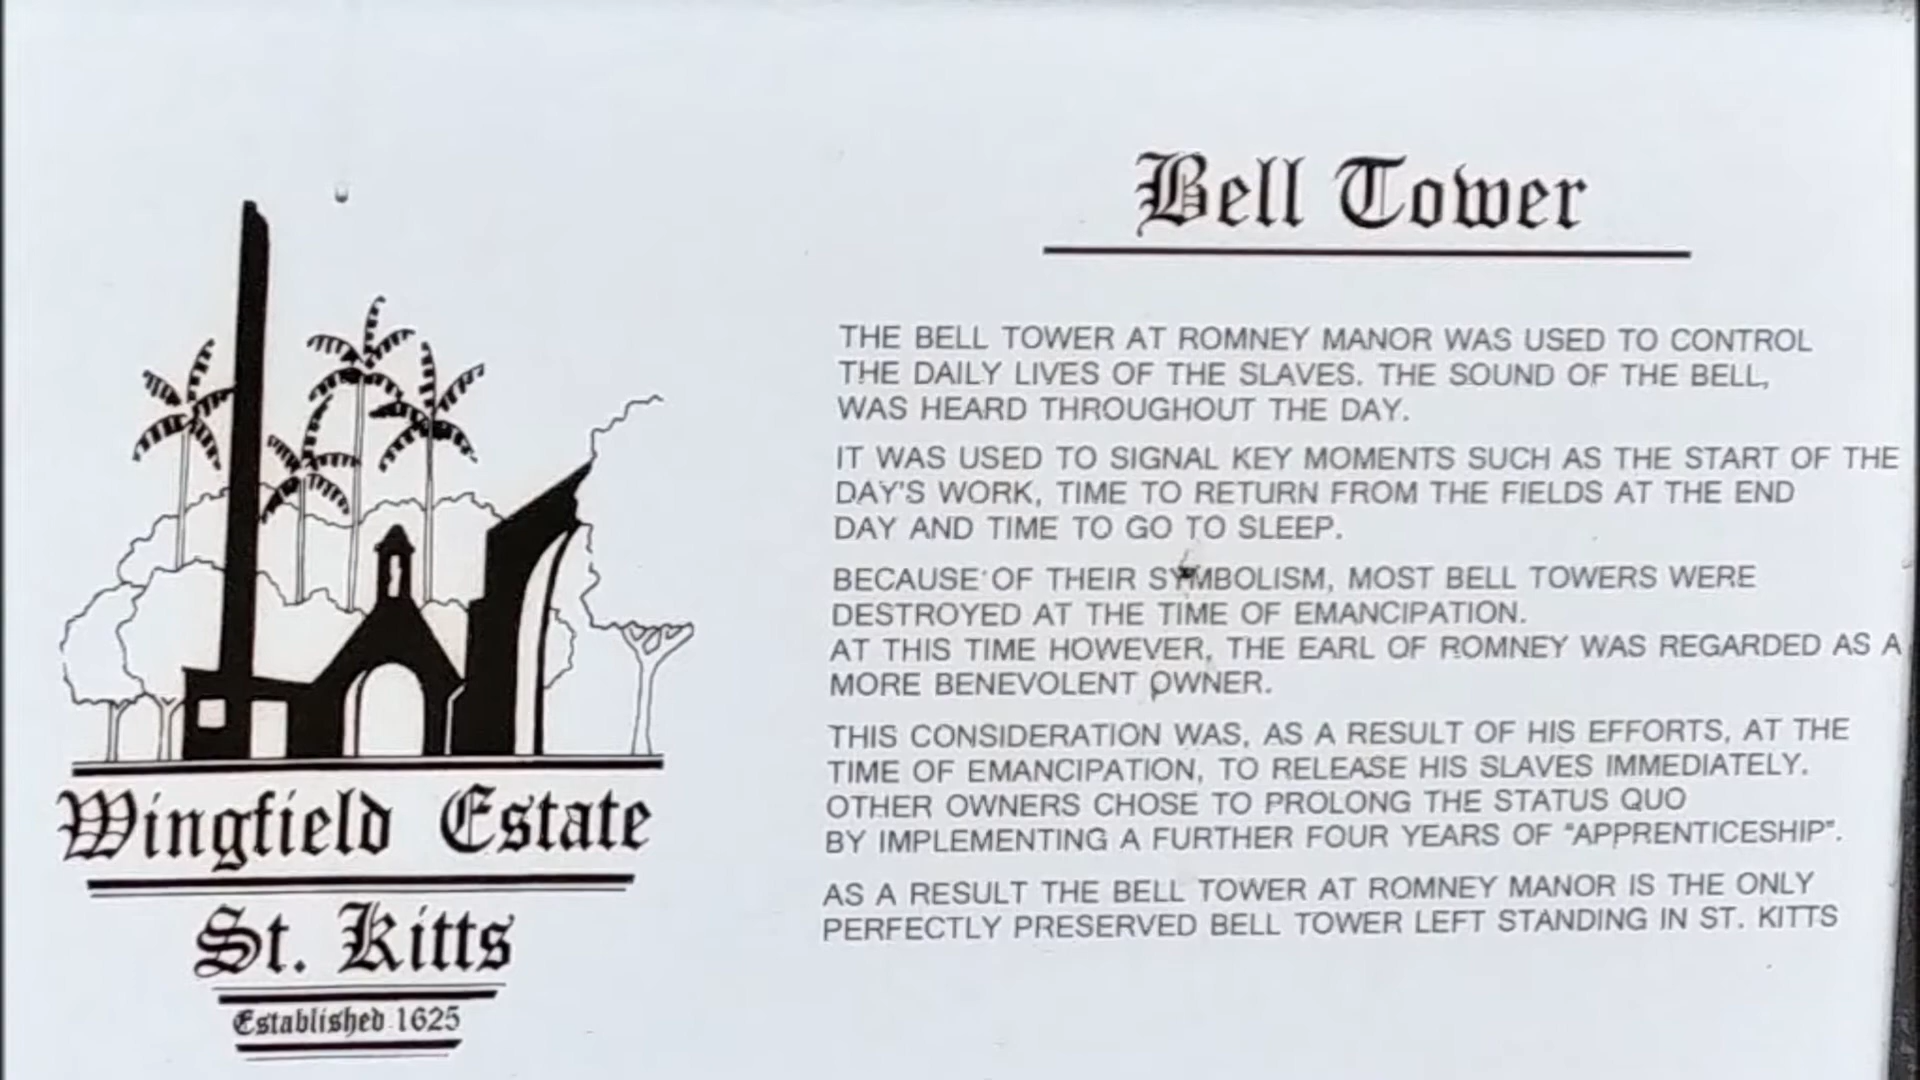 Bell Tower
THE BELL TOWER AT ROMNEY MANOR WAS USED TO CONTROL
THE DAILY LIVES OF THE SLAVES. THE SOUND OF THE BELL,
WAS HEARD THROUGHOUT THE DAY.
IT WAS USED TO SIGNAL KEY MOMENTS SUCH AS THE START OF THE
DAY'S WORK, TIME TO RETURN FROM THE FIELDS AT THE END
DAY AND TIME TO GO TO SLEEP.
BECAUSE OF THEIR SYMBOLISM, MOST BELL TOWERS WERE
DESTROYED AT THE TIME OF EMANCIPATION.
AT THIS TIME HOWEVER, THE EARL OF ROMNEY WAS REGARDED AS A
MORE BENEVOLENT OWNER.
THIS CONSIDERATION WAS, AS A RESULT OF HIS EFFORTS, AT THE
TIME OF EMANCIPATION, TO RELEASE HIS SLAVES IMMEDIATELY.
OTHER OWNERS CHOSE TO PROLONG THE STATUS QUO
BY IMPLEMENTING A FURTHER FOUR YEARS OF "APPRENTICESHIP".
AS A RESULT THE BELL TOWER AT ROMNEY MANOR IS THE ONLY
PERFECTLY PRESERVED BELL TOWER LEFT STANDING IN ST. KITTS
Wingfield Estate
St. Kitts
Established 1625